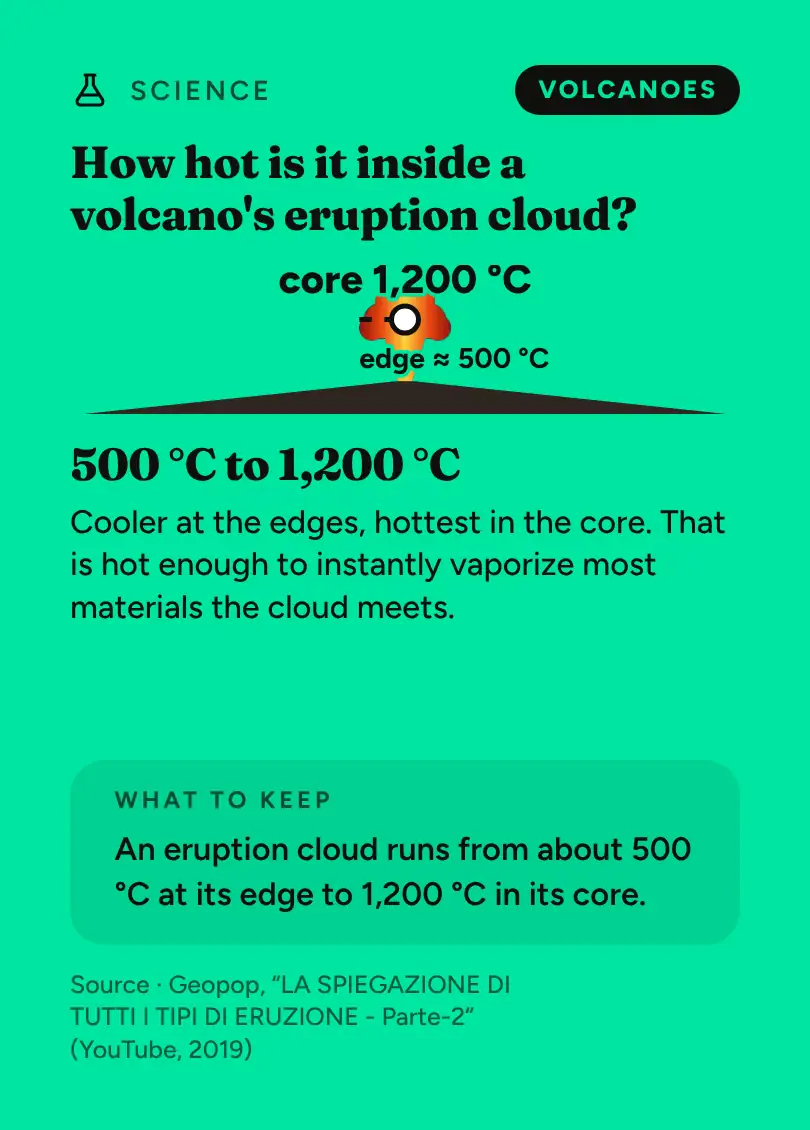 SCIENCE
VOLCANOES
How hot is it inside a
volcano's eruption cloud?
core 1,200 °C
edge ≈ 500 °C
500 °C to 1,200 °C
Cooler at the edges, hottest in the core. That
is hot enough to instantly vaporize most
materials the cloud meets.
WHAT TO KEEP
An eruption cloud runs from about 500
°C at its edge to 1,200 °C in its core.
Source · Geopop, “LA SPIEGAZIONE DI
TUTTI I TIPI DI ERUZIONE - Parte-2”
(YouTube, 2019)